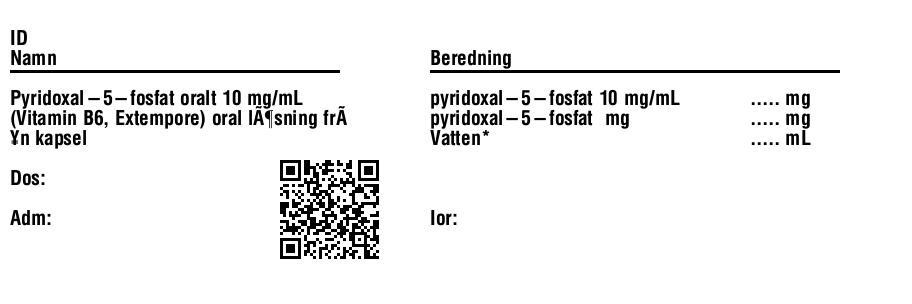 ID
Namn
Beredning
Pyridoxal–5–fosfat oralt 10 mg/mL
(Vitamin B6, Extempore) oral lÃ¶sning frÃ
¥n kapsel
pyridoxal–5–fosfat 10 mg/mL ..... mg
pyridoxal–5–fosfat  mg ..... mg
Vatten* ..... mL
Dos:
Adm:
Ior: